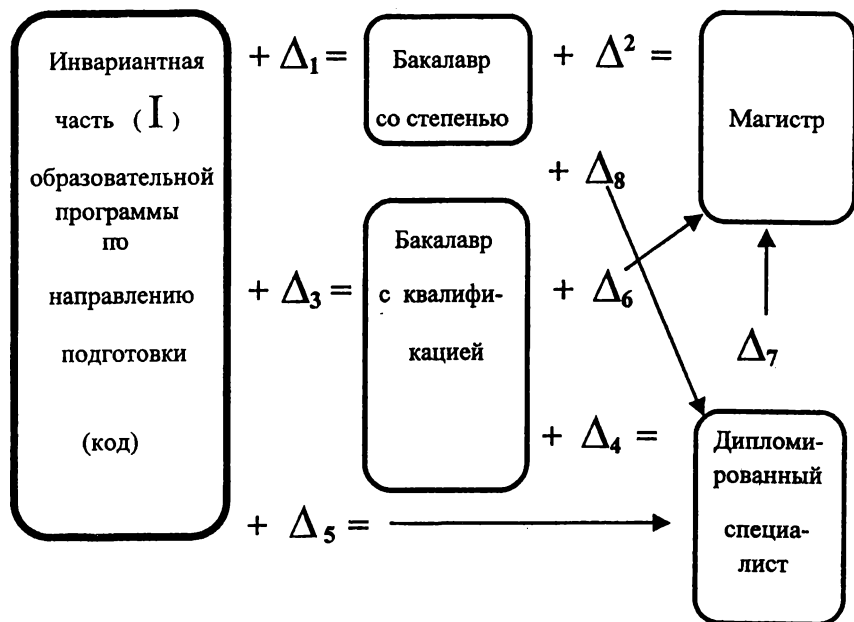 Инвариантная
часть (I)
образовательной
программы
по
направлению
подготовки
(код)
+ Δ₁ =
Бакалавр
со степенью
+ Δ² =
Магистр
+ Δ₈
+ Δ₃ =
Бакалавр
с квалифи-
кацией
+ Δ₆
Δ₇
+ Δ₄ =
Дипломи-
рованный
специа-
лист
+ Δ₅ =